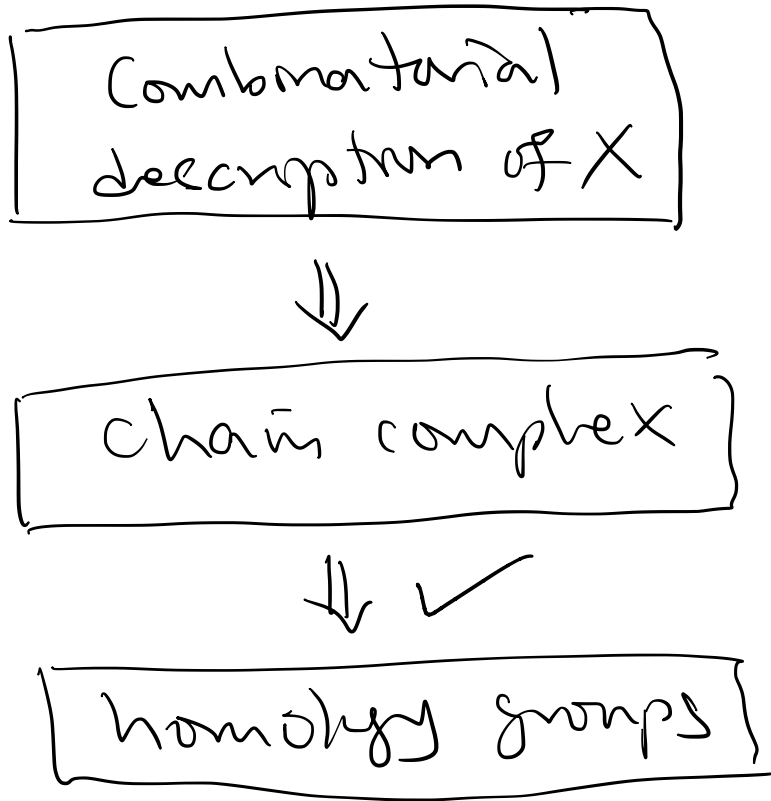 Combinatorial
description of X
⇓
chain complex
⇓ ✓
homology groups